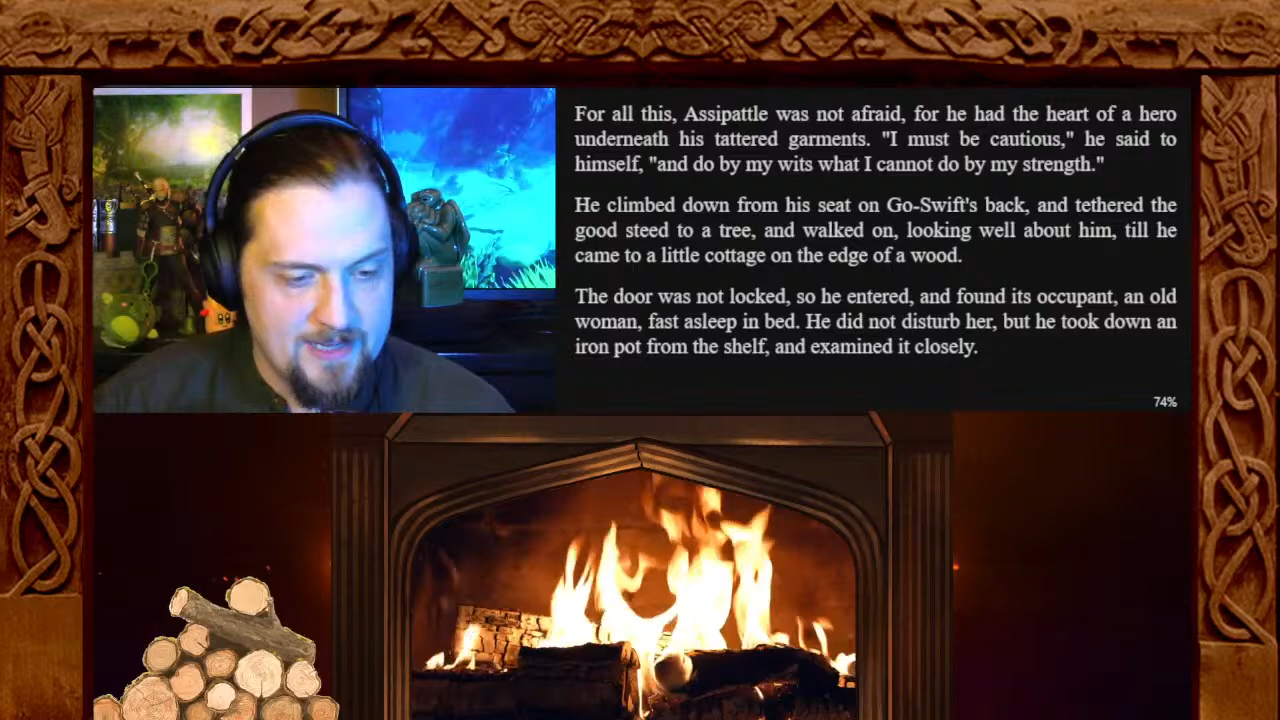 For all this, Assipattle was not afraid, for he had the heart of a hero
underneath his tattered garments. "I must be cautious," he said to
himself, "and do by my wits what I cannot do by my strength."
He climbed down from his seat on Go-Swift's back, and tethered the
good steed to a tree, and walked on, looking well about him, till he
came to a little cottage on the edge of a wood.
The door was not locked, so he entered, and found its occupant, an old
woman, fast asleep in bed. He did not disturb her, but he took down an
iron pot from the shelf, and examined it closely.
74%